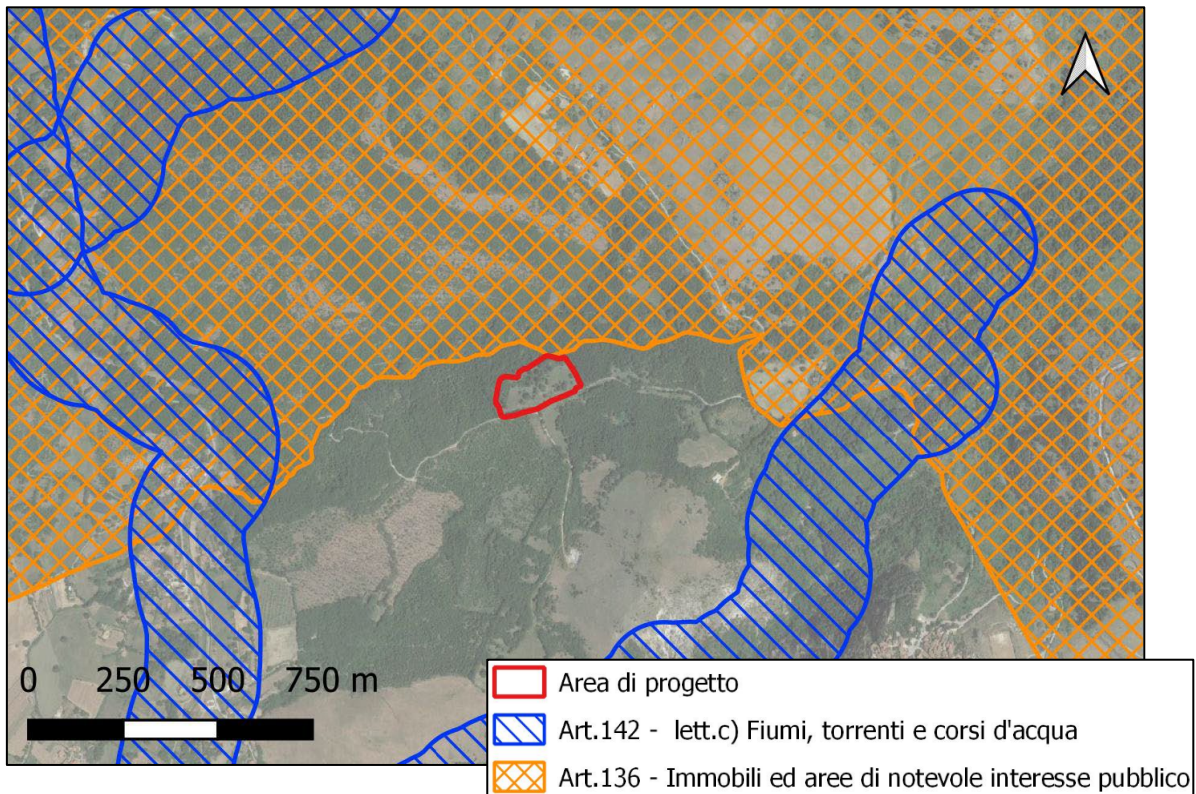 0 250 500 750 m
Area di progetto
Art.142 - lett.c) Fiumi, torrenti e corsi d'acqua
Art.136 - Immobili ed aree di notevole interesse pubblico